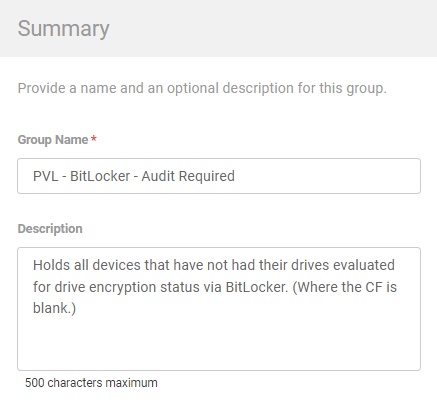 Summary
Provide a name and an optional description for this group.
Group Name *
PVL - BitLocker - Audit Required
Description
Holds all devices that have not had their drives evaluated
for drive encryption status via BitLocker. (Where the CF is
blank.)
500 characters maximum